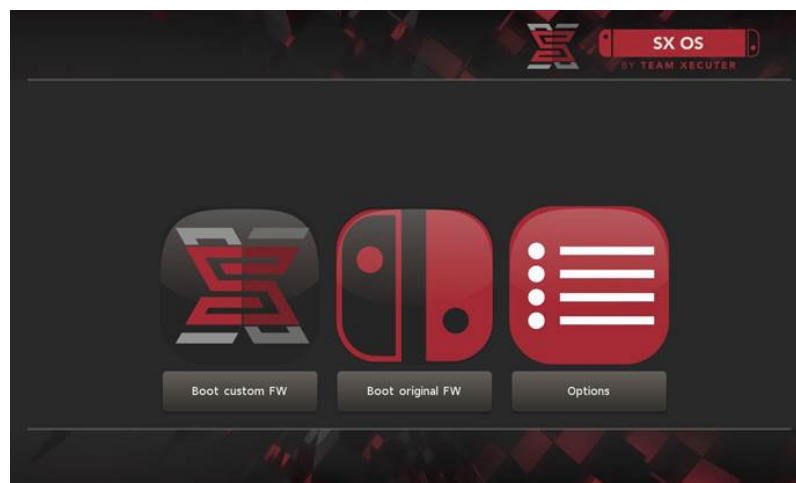 SX OS
BY TEAM XECUTER
Boot custom FW
Boot original FW
Options